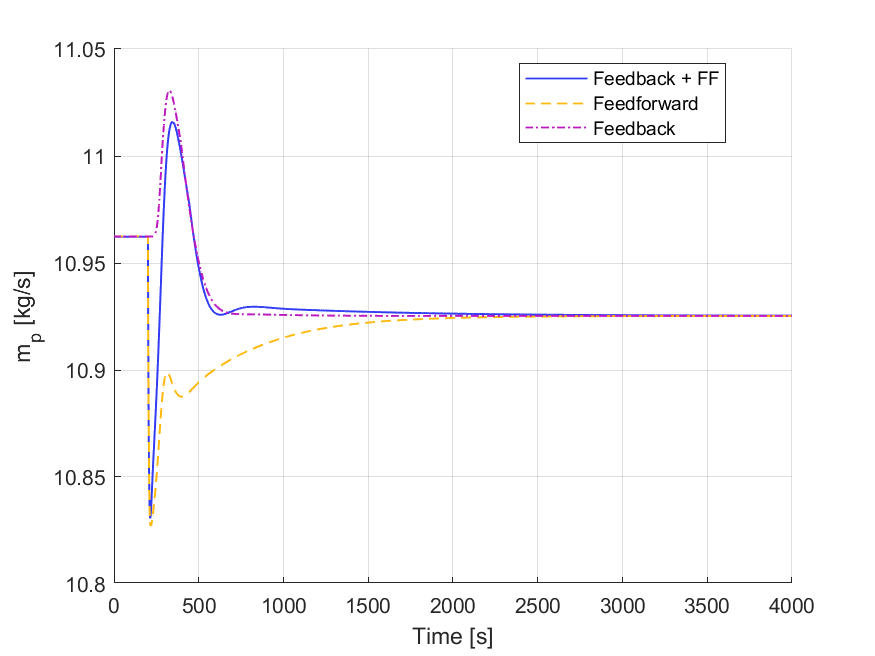 11.05
11
10.95
10.9
10.85
10.8
m_p [kg/s]
Feedback + FF
Feedforward
Feedback
0 500 1000 1500 2000 2500 3000 3500 4000
Time [s]